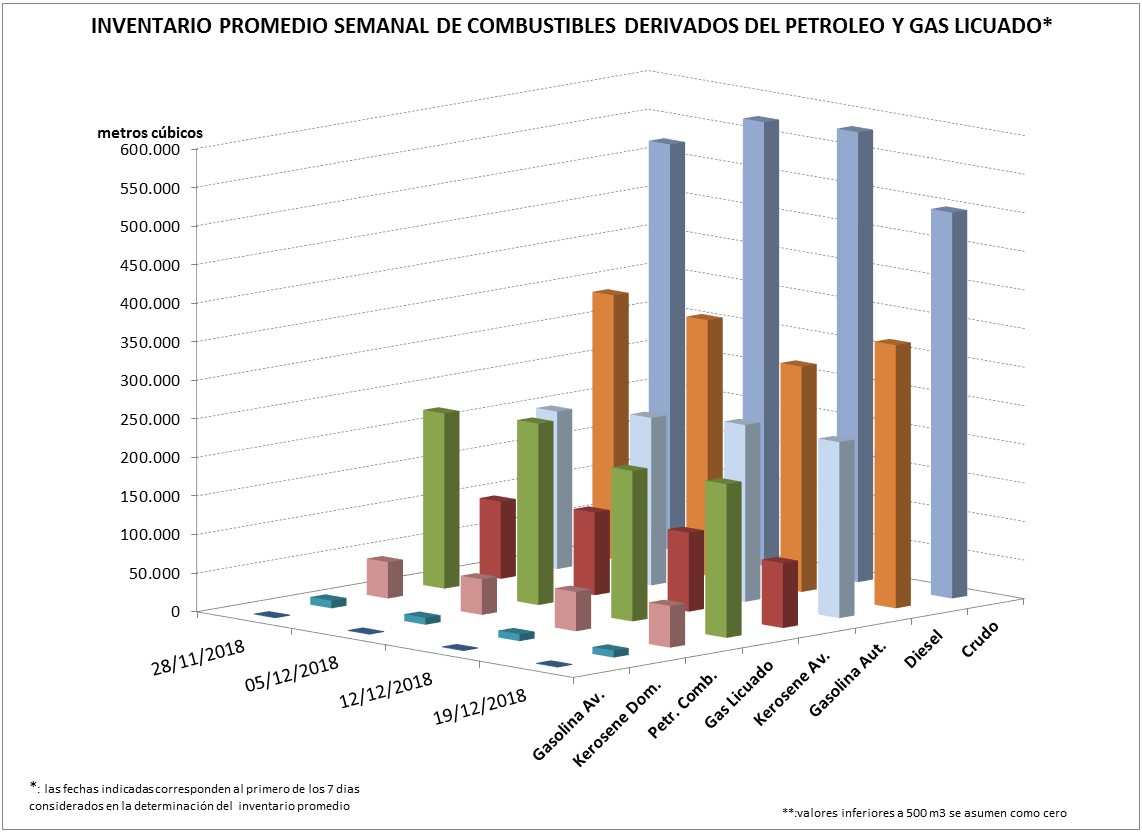 INVENTARIO PROMEDIO SEMANAL DE COMBUSTIBLES DERIVADOS DEL PETROLEO Y GAS LICUADO*
metros cúbicos
600.000
550.000
500.000
450.000
400.000
350.000
300.000
250.000
200.000
150.000
100.000
50.000
0
28/11/2018
05/12/2018
12/12/2018
19/12/2018
Gasolina Av.
Kerosene Dom.
Petr. Comb.
Gas Licuado
Kerosene Av.
Gasolina Aut.
Diesel
Crudo
*: las fechas indicadas corresponden al primero de los 7 dias
considerados en la determinación del inventario promedio
**:valores inferiores a 500 m3 se asumen como cero